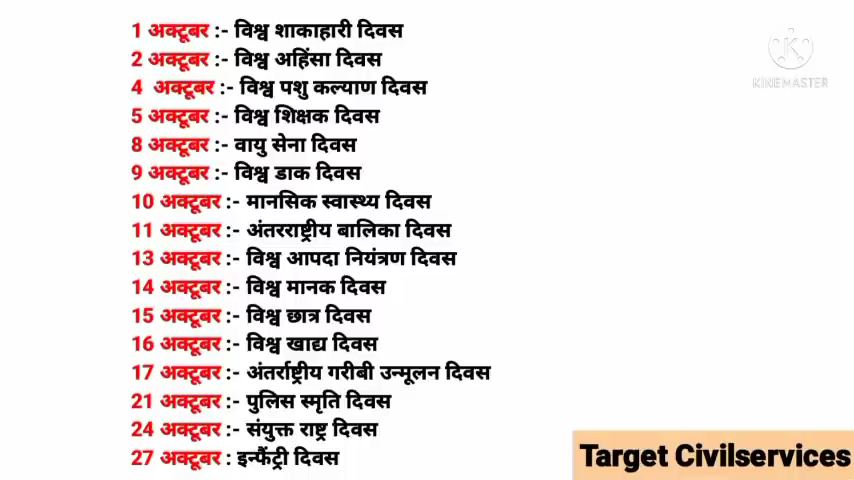 1 अक्टूबर :- विश्व शाकाहारी दिवस
2 अक्टूबर :- विश्व अहिंसा दिवस
4 अक्टूबर :- विश्व पशु कल्याण दिवस
5 अक्टूबर :- विश्व शिक्षक दिवस
8 अक्टूबर :- वायु सेना दिवस
9 अक्टूबर :- विश्व डाक दिवस
10 अक्टूबर :- मानसिक स्वास्थ्य दिवस
11 अक्टूबर :- अंतरराष्ट्रीय बालिका दिवस
13 अक्टूबर :- विश्व आपदा नियंत्रण दिवस
14 अक्टूबर :- विश्व मानक दिवस
15 अक्टूबर :- विश्व छात्र दिवस
16 अक्टूबर :- विश्व खाद्य दिवस
17 अक्टूबर :- अंतर्राष्ट्रीय गरीबी उन्मूलन दिवस
21 अक्टूबर :- पुलिस स्मृति दिवस
24 अक्टूबर :- संयुक्त राष्ट्र दिवस
27 अक्टूबर : इन्फैंट्री दिवस
KINEMASTER
Target Civilservices